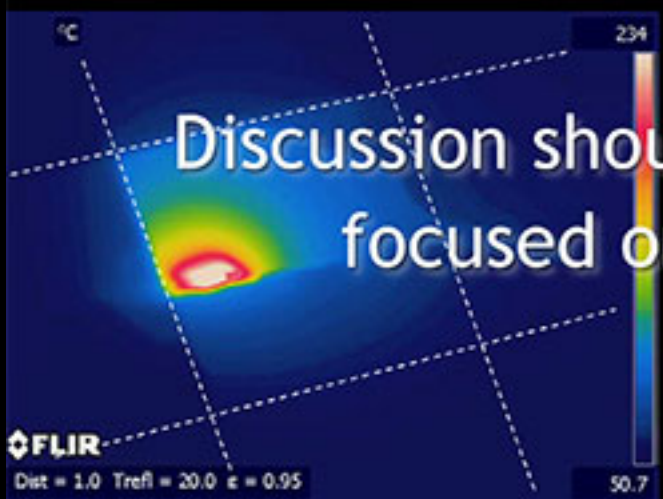 °C 234
Discussion shou
focused o
FLIR
Dist = 1.0 Trefl = 20.0 ε = 0.95 50.7